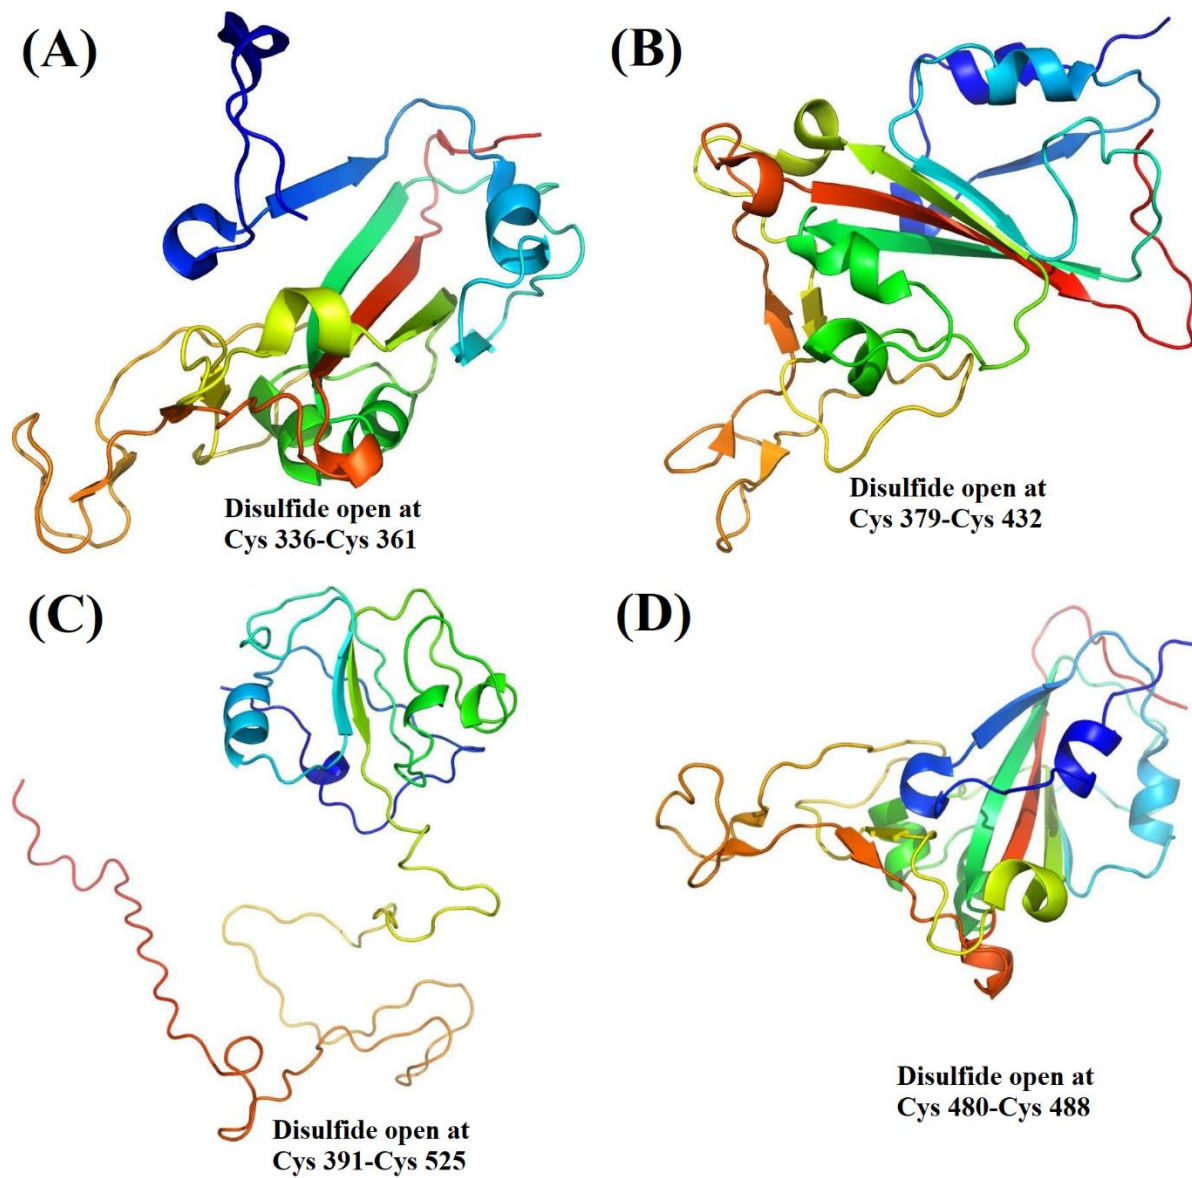 (A)
(B)
Disulfide open at
Cys 336-Cys 361
Disulfide open at
Cys 379-Cys 432
(C)
(D)
Disulfide open at
Cys 391-Cys 525
Disulfide open at
Cys 480-Cys 488